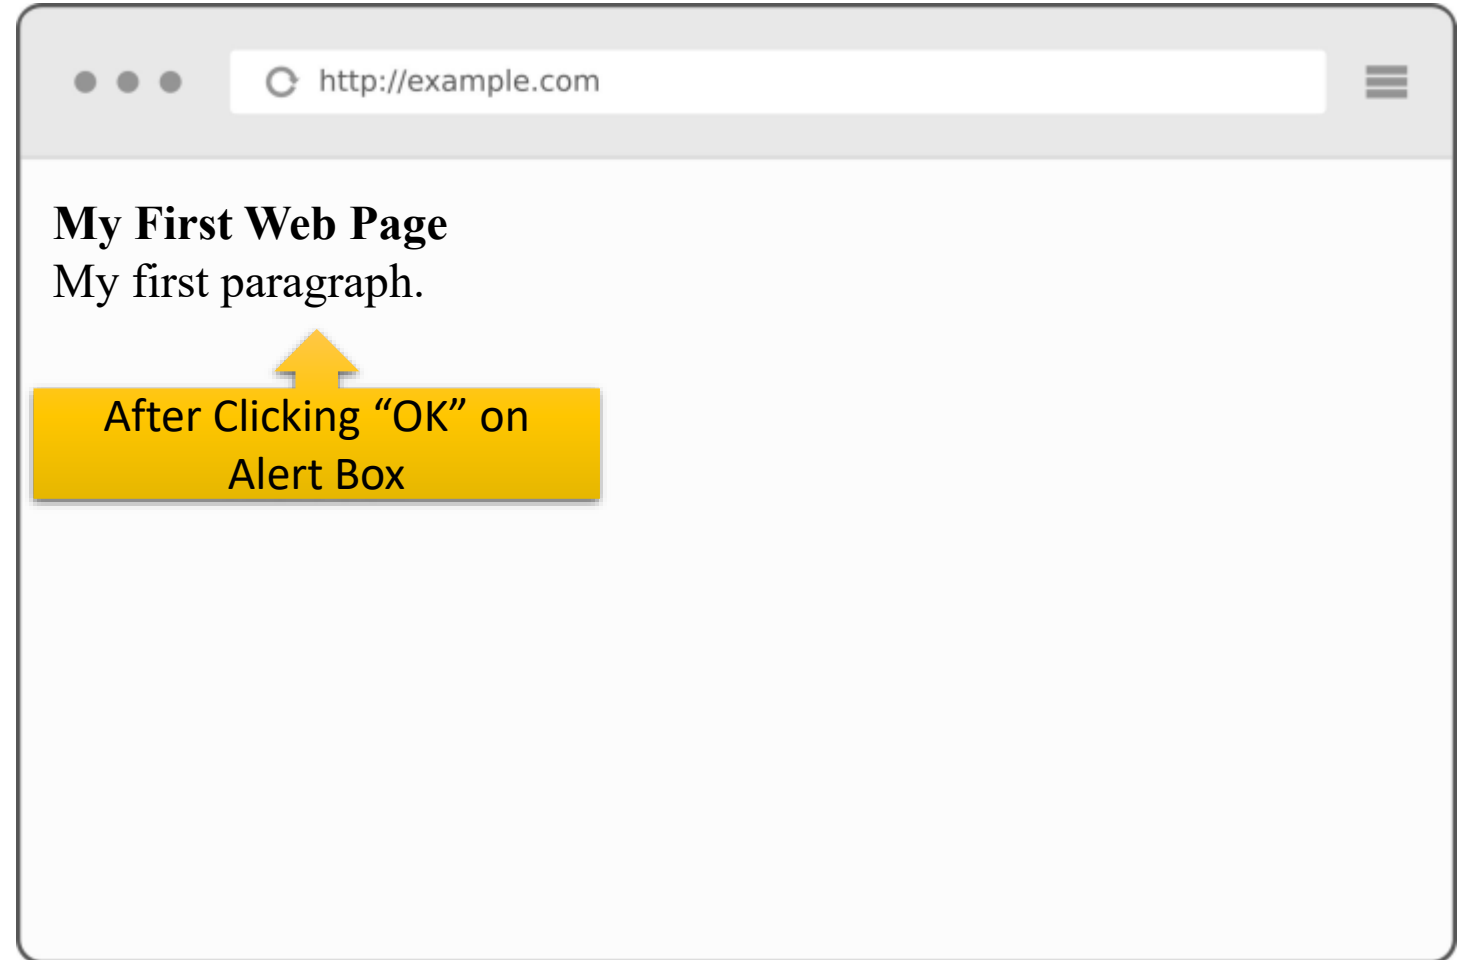 http://example.com
My First Web Page
My first paragraph.
After Clicking “OK” on
Alert Box